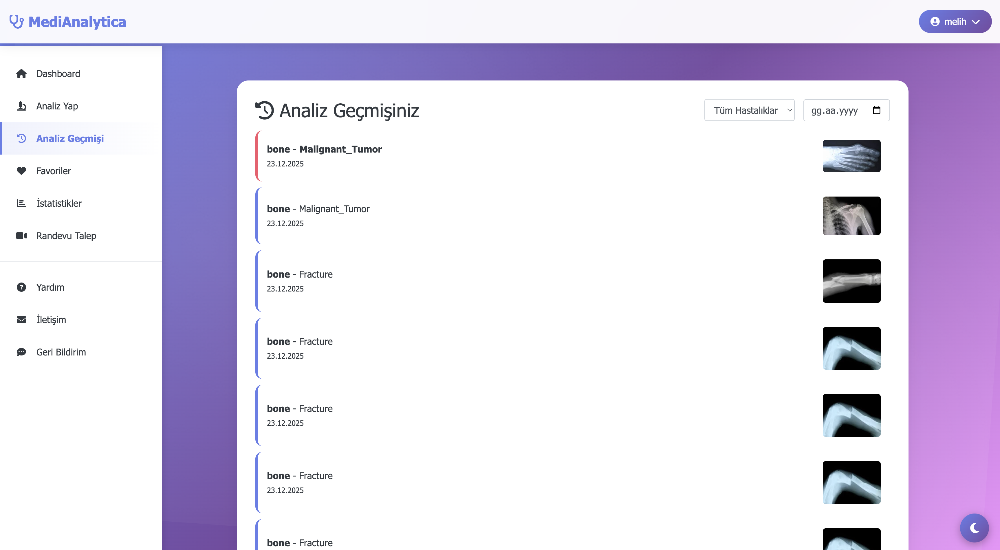 MediAnalytica
melih
Dashboard
Analiz Yap
Analiz Geçmişi
Favoriler
İstatistikler
Randevu Talep
Yardım
İletişim
Geri Bildirim
Analiz Geçmişiniz
Tüm Hastalıklar
gg.aa.yyyy
bone - Malignant_Tumor
23.12.2025
bone - Malignant_Tumor
23.12.2025
bone - Fracture
23.12.2025
bone - Fracture
23.12.2025
bone - Fracture
23.12.2025
bone - Fracture
23.12.2025
bone - Fracture